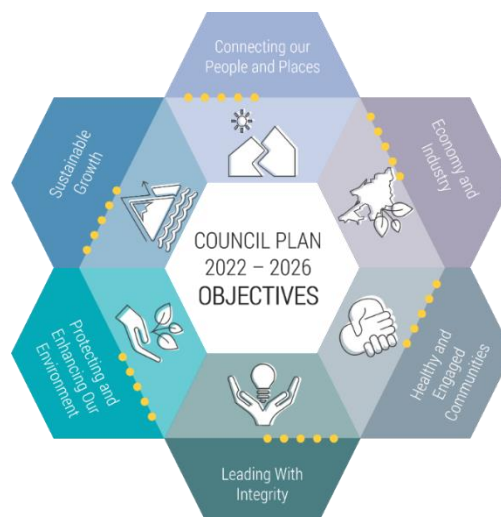 Connecting our
People and Places
Economy and
Industry
Healthy and
Engaged
Communities
Leading With
Integrity
Protecting and
Enhancing Our
Environment
Sustainable
Growth
COUNCIL PLAN
2022 – 2026
OBJECTIVES